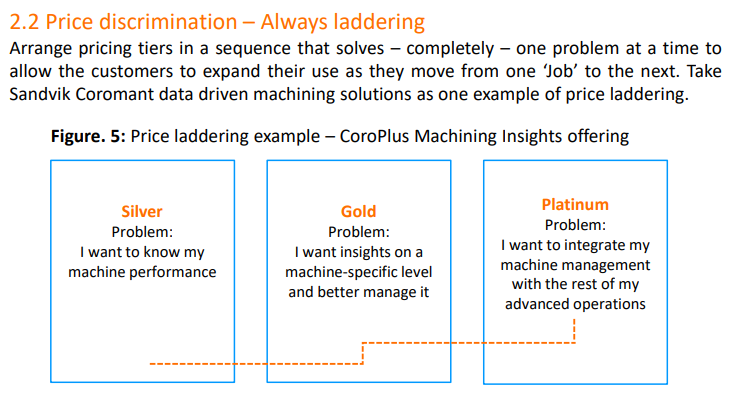 2.2 Price discrimination – Always laddering
Arrange pricing tiers in a sequence that solves – completely – one problem at a time to
allow the customers to expand their use as they move from one ‘Job’ to the next. Take
Sandvik Coromant data driven machining solutions as one example of price laddering.
Figure. 5: Price laddering example – CoroPlus Machining Insights offering
Silver
Problem:
I want to know my
machine performance
Gold
Problem:
I want insights on a
machine-specific level
and better manage it
Platinum
Problem:
I want to integrate my
machine management
with the rest of my
advanced operations